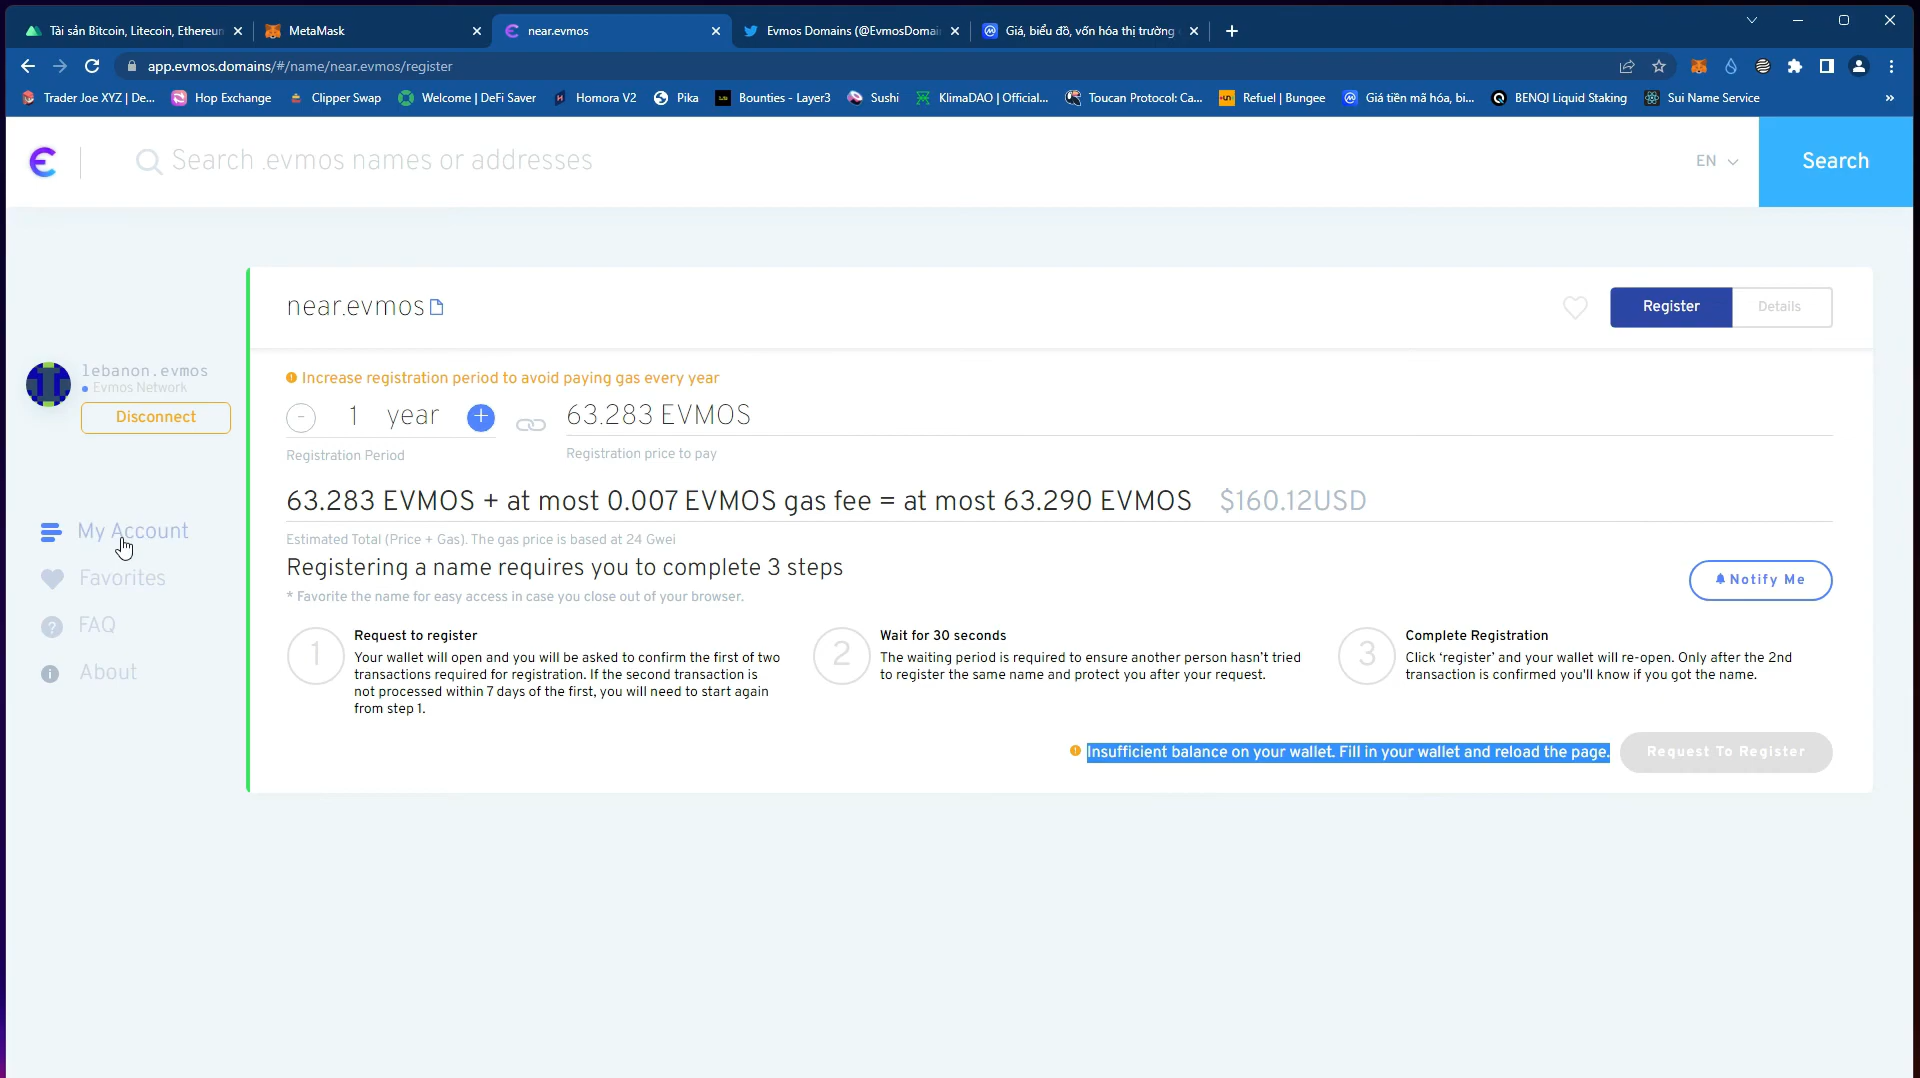 Tài sản Bitcoin, Litecoin, Ethereum
MetaMask
near.evmos
Evmos Domains (@EvmosDomai
Giá, biểu đồ, vốn hóa thị trường
app.evmos.domains/#/name/near.evmos/register
Trader Joe XYZ | De...
Hop Exchange
Clipper Swap
Welcome | DeFi Saver
Homora V2
Pika
Bounties - Layer3
Sushi
KlimaDAO | Official...
Toucan Protocol: Ca...
Refuel | Bungee
Giá tiền mã hóa, bi...
BENQI Liquid Staking
Sui Name Service
»
Search .evmos names or addresses
EN
Search
near.evmos
Register
Details
lebanon.evmos
Evmos Network
Disconnect
My Account
Favorites
FAQ
About
Increase registration period to avoid paying gas every year
- 1 year +
63.283 EVMOS
Registration Period
Registration price to pay
63.283 EVMOS + at most 0.007 EVMOS gas fee = at most 63.290 EVMOS $160.12USD
Estimated Total (Price + Gas). The gas price is based at 24 Gwei
Registering a name requires you to complete 3 steps
* Favorite the name for easy access in case you close out of your browser.
Notify Me
1
Request to register
Your wallet will open and you will be asked to confirm the first of two
transactions required for registration. If the second transaction is
not processed within 7 days of the first, you will need to start again
from step 1.
2
Wait for 30 seconds
The waiting period is required to ensure another person hasn't tried
to register the same name and protect you after your request.
3
Complete Registration
Click 'register' and your wallet will re-open. Only after the 2nd
transaction is confirmed you'll know if you got the name.
Insufficient balance on your wallet. Fill in your wallet and reload the page.
Request To Register